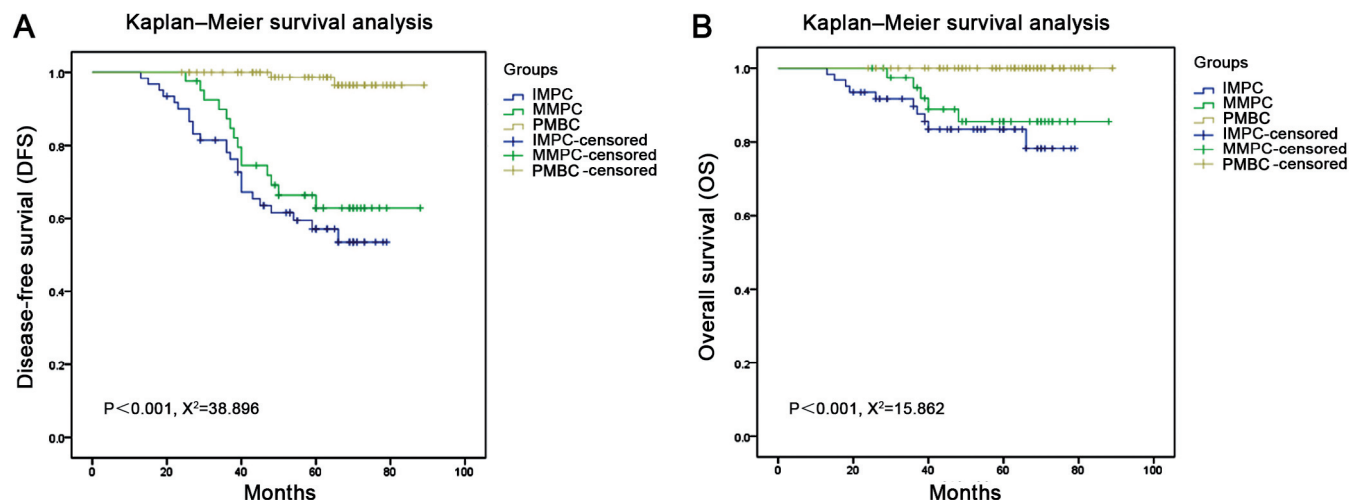 A
Kaplan–Meier survival analysis
Disease-free survial (DFS)
1.0
0.8
0.6
0.4
0.2
0.0
0
20
40
60
80
100
Months
P<0.001, X²=38.896
Groups
IMPC
MMPC
PMBC
IMPC-censored
MMPC-censored
PMBC-censored
B
Kaplan–Meier survival analysis
Overall survival (OS)
1.0
0.8
0.6
0.4
0.2
0.0
0
20
40
60
80
100
Months
P<0.001, X²=15.862
Groups
IMPC
MMPC
PMBC
IMPC-censored
MMPC-censored
PMBC-censored